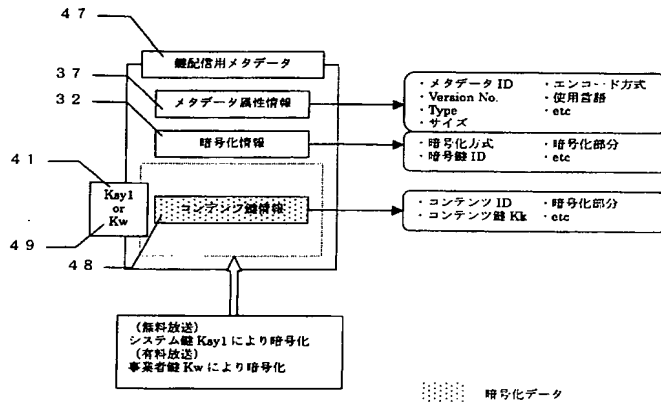 ４７
鍵配信用メタデータ
３７
メタデータ属性情報
・メタデータ ID ・エンコード方式
・Version No. ・使用言語
・Type ・etc
・サイズ
３２
暗号化情報
・暗号化方式 ・暗号化部分
・暗号鍵 ID ・etc
４１
Ksy1
or
Kw
コンテンツ鍵情報
・コンテンツ ID ・暗号化部分
・コンテンツ鍵 Kk ・etc
４９
４８
（無料放送）
システム鍵 Ksy1 により暗号化
（有料放送）
事業者鍵 Kw により暗号化
暗号化データ